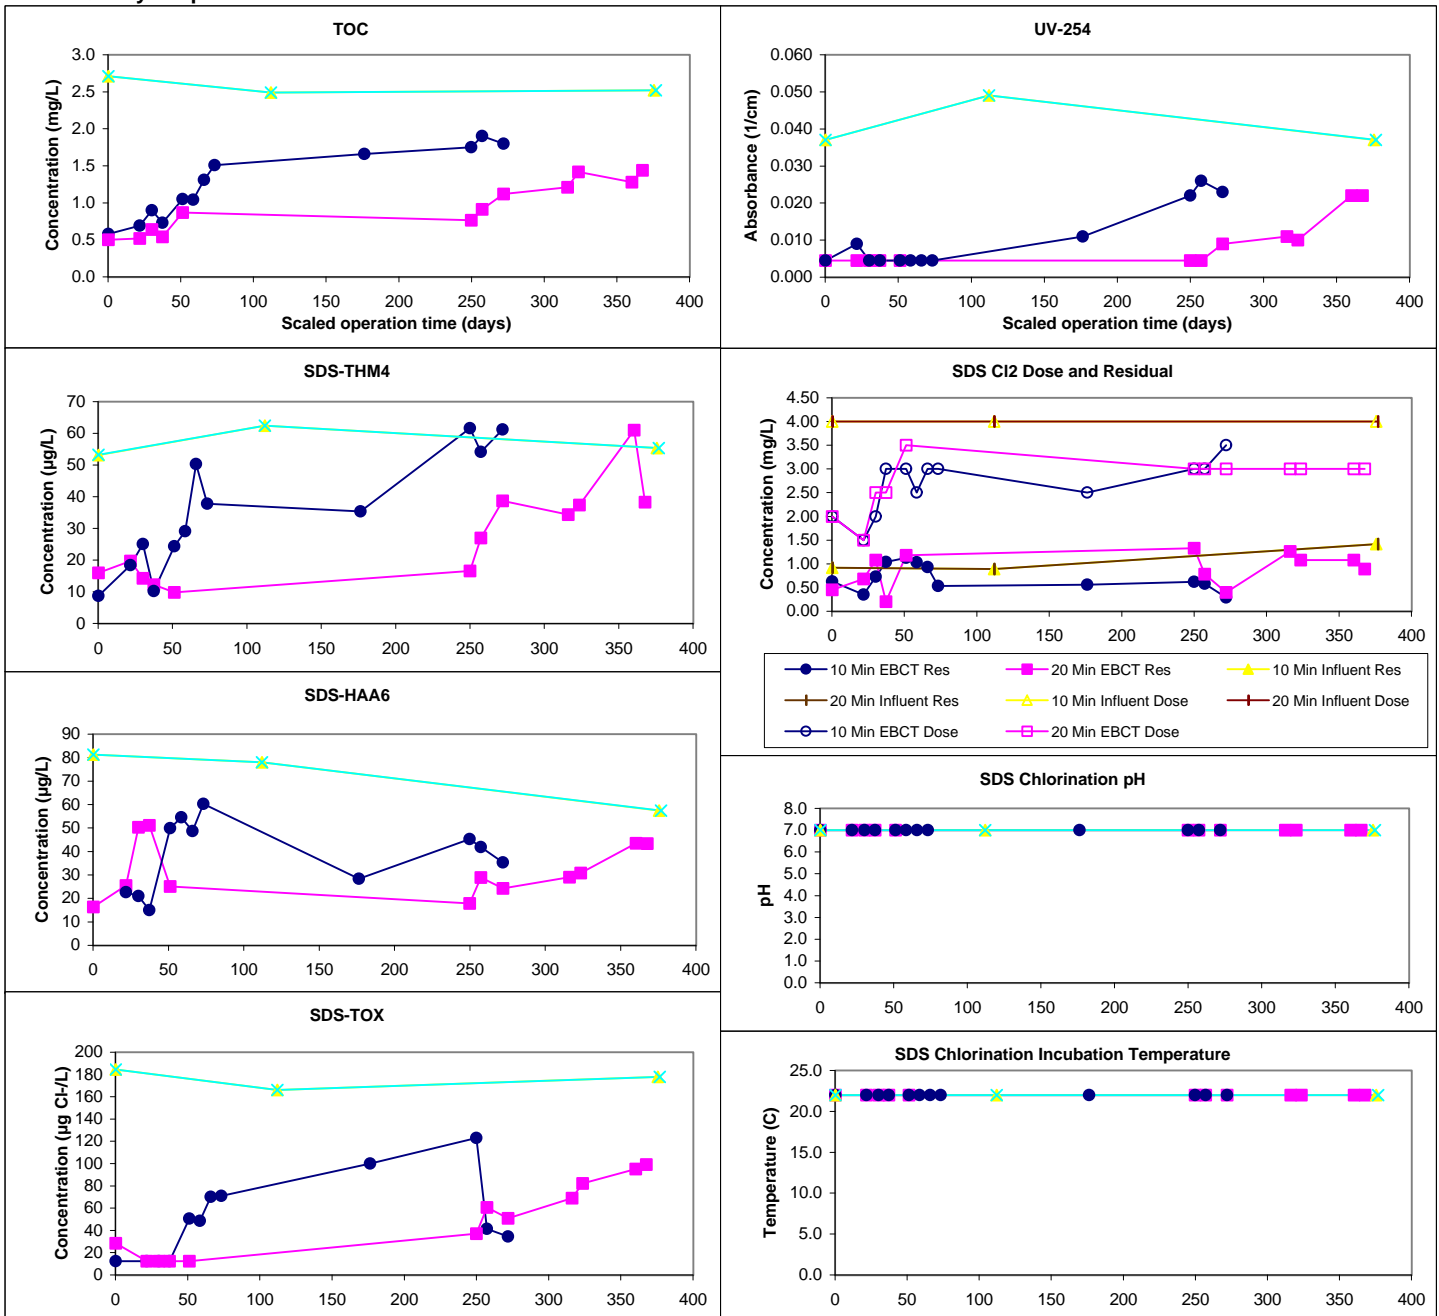 TOC
Concentration (mg/L)
3.0
2.5
2.0
1.5
1.0
0.5
0.0
0 50 100 150 200 250 300 350 400
Scaled operation time (days)
UV-254
Absorbance (1/cm)
0.060
0.050
0.040
0.030
0.020
0.010
0.000
0 50 100 150 200 250 300 350 400
Scaled operation time (days)
SDS-THM4
Concentration (µg/L)
70
60
50
40
30
20
10
0
0 50 100 150 200 250 300 350 400
SDS Cl2 Dose and Residual
Concentration (mg/L)
4.50
4.00
3.50
3.00
2.50
2.00
1.50
1.00
0.50
0.00
0 50 100 150 200 250 300 350 400
10 Min EBCT Res 20 Min EBCT Res 10 Min Influent Res
20 Min Influent Res 10 Min Influent Dose 20 Min Influent Dose
10 Min EBCT Dose 20 Min EBCT Dose
SDS-HAA6
Concentration (µg/L)
90
80
70
60
50
40
30
20
10
0
0 50 100 150 200 250 300 350 400
SDS Chlorination pH
pH
8.0
7.0
6.0
5.0
4.0
3.0
2.0
1.0
0.0
0 50 100 150 200 250 300 350 400
SDS-TOX
Concentration (µg Cl-/L)
200
180
160
140
120
100
80
60
40
20
0
0 50 100 150 200 250 300 350 400
SDS Chlorination Incubation Temperature
Temperature (C)
25.0
22.0
17.0
12.0
7.0
2.0
0 50 100 150 200 250 300 350 400